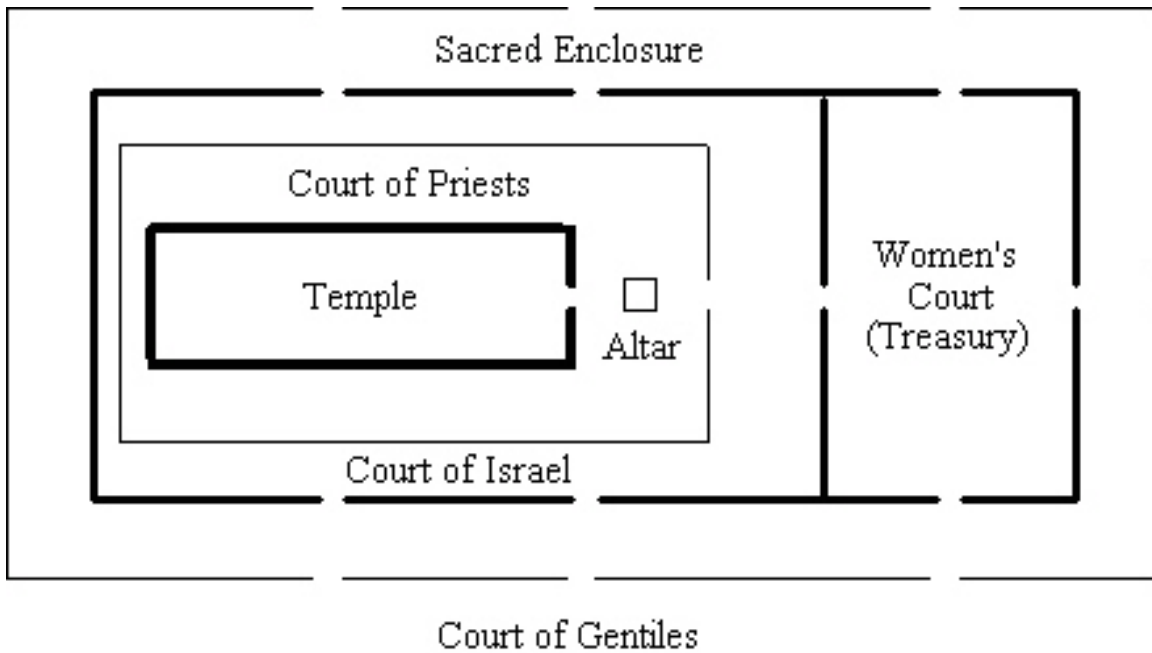 Sacred Enclosure
Court of Priests
Temple
Altar
Women's
Court
(Treasury)
Court of Israel
Court of Gentiles